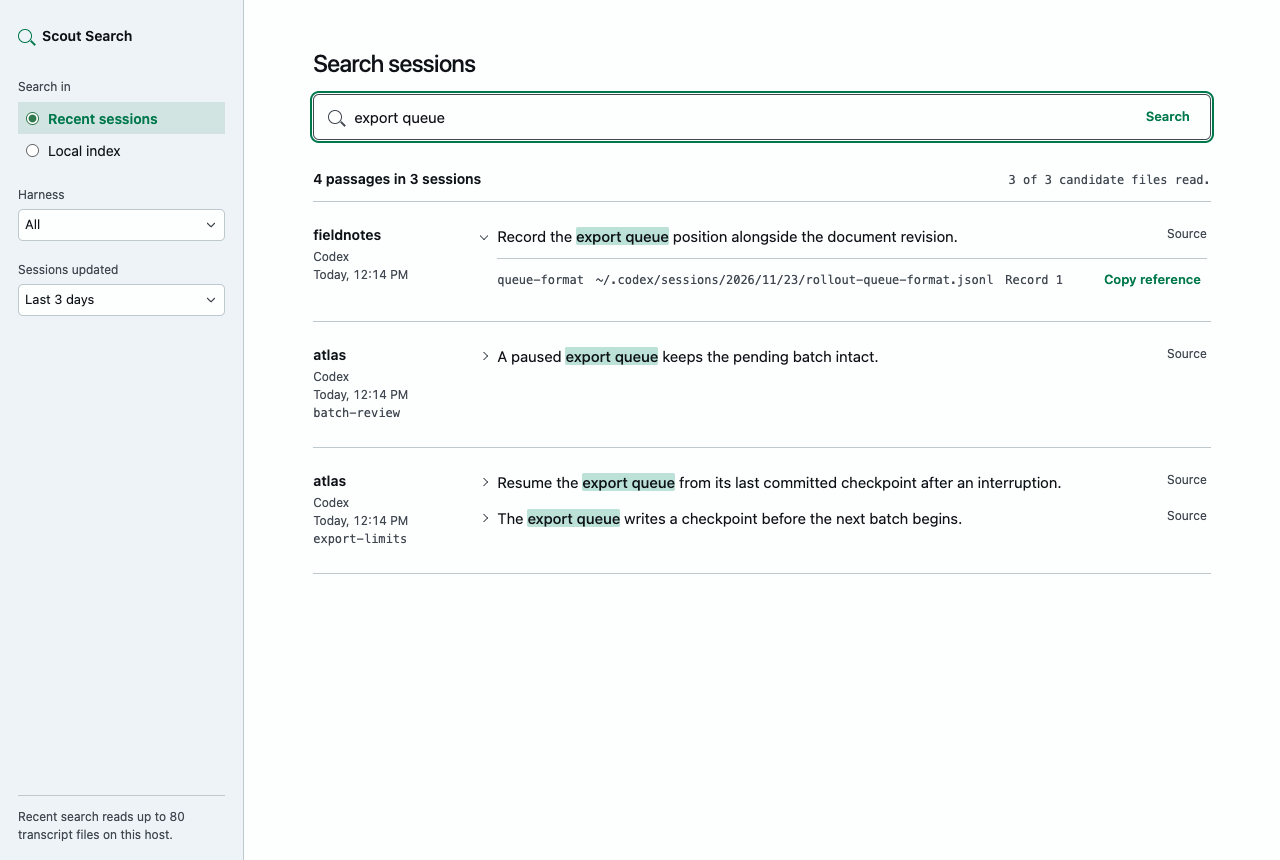 Scout Search
Search in
Recent sessions
Local index
Harness
All
Sessions updated
Last 3 days
Recent search reads up to 80
transcript files on this host.
Search sessions
export queue Search
4 passages in 3 sessions 3 of 3 candidate files read.
fieldnotes
Codex
Today, 12:14 PM
Record the export queue position alongside the document revision. Source
queue-format ~/.codex/sessions/2026/11/23/rollout-queue-format.jsonl Record 1 Copy reference
atlas
Codex
Today, 12:14 PM
batch-review
A paused export queue keeps the pending batch intact. Source
atlas
Codex
Today, 12:14 PM
export-limits
Resume the export queue from its last committed checkpoint after an interruption. Source
The export queue writes a checkpoint before the next batch begins. Source